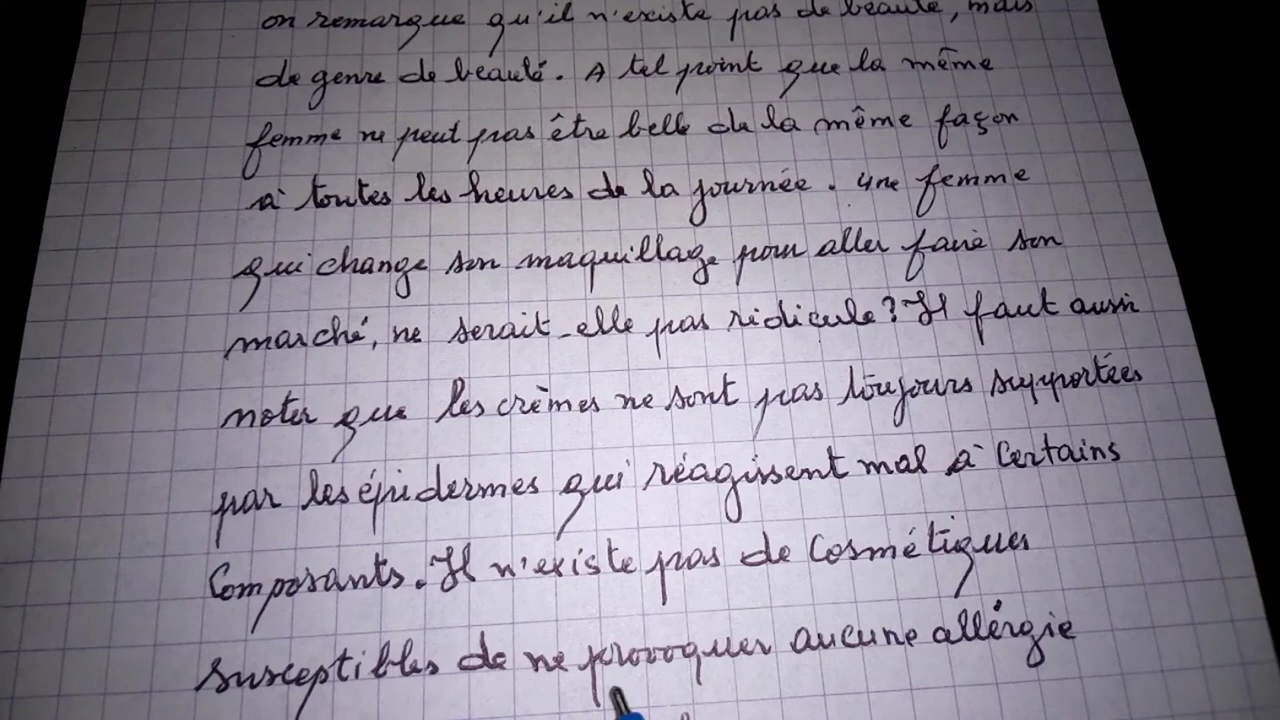 on remarque qu'il n'existe pas de beauté, mais
de genre de beauté. A tel point que la même
femme ne peut pas être belle de la même façon
à toutes les heures de la journée. Une femme
qui change son maquillage pour aller faire son
marché, ne serait-elle pas ridicule? Il faut aussi
noter que les crèmes ne sont pas toujours supportées
par les épidermes qui réagissent mal à certains
composants. Il n'existe pas de cosmétiques
susceptibles de ne provoquer aucune allérgie